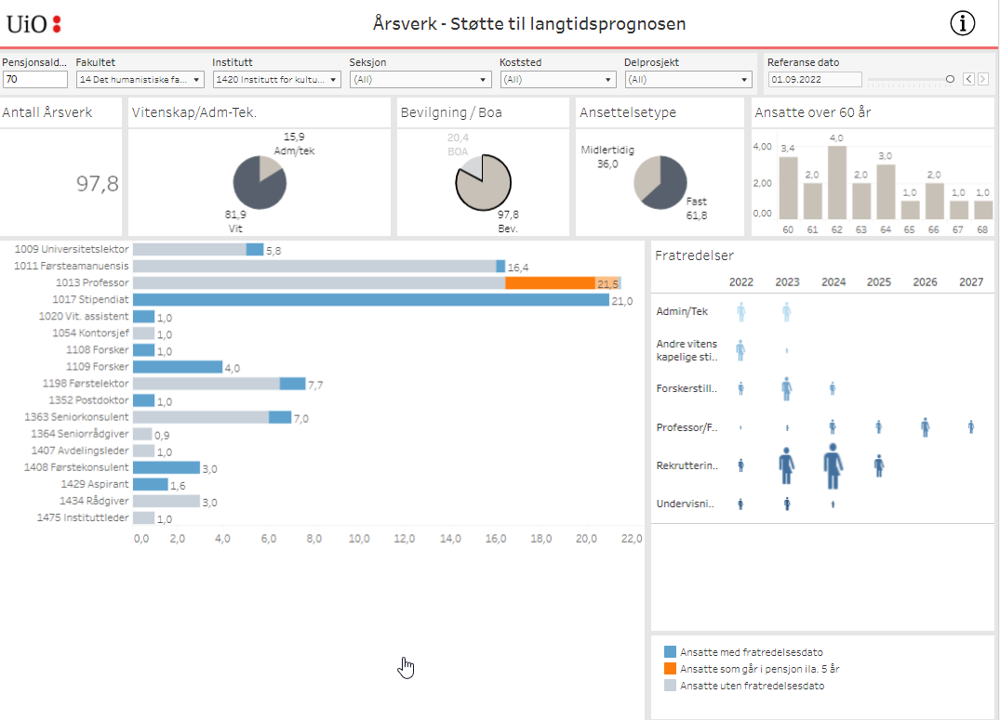 UiO
Årsverk - Støtte til langtidsprognosen
i
Pensjonsald... Fakultet Institutt Seksjon Koststed Delprosjekt Referanse dato
70 14 Det humanistiske fa... 1420 Institutt for kultu... (All) (All) (All) 01.09.2022
Antall Årsverk
97,8
Vitenskap/Adm-Tek.
15,9
Adm/tek
81,9
Vit
Bevilgning / Boa
20,4
BOA
97,8
Bev.
Ansettelsetype
Midlertidig
36,0
Fast
61,8
Ansatte over 60 år
4,00
2,00
0,00
3,4 2,0 4,0 2,0 3,0 1,0 2,0 1,0 1,0
60 61 62 63 64 65 66 67 68
1009 Universitetslektor 5,8
1011 Førsteamanuensis 16,4
1013 Professor 21,5
1017 Stipendiat 21,0
1020 Vit. assistent 1,0
1054 Kontorsjef 1,0
1108 Forsker 1,0
1109 Forsker 4,0
1198 Førstelektor 7,7
1352 Postdoktor 1,0
1363 Seniorkonsulent 7,0
1364 Seniorrådgiver 0,9
1407 Avdelingsleder 1,0
1408 Førstekonsulent 3,0
1429 Aspirant 1,6
1434 Rådgiver 3,0
1475 Instituttleder 1,0
0,0 2,0 4,0 6,0 8,0 10,0 12,0 14,0 16,0 18,0 20,0 22,0
Fratredelser
2022 2023 2024 2025 2026 2027
Admin/Tek
Andre vitens
kapelige sti..
Forskerstill..
Professor/F..
Rekrutterin..
Undervisni..
Ansatte med fratredelsesdato
Ansatte som går i pensjon ila. 5 år
Ansatte uten fratredelsesdato